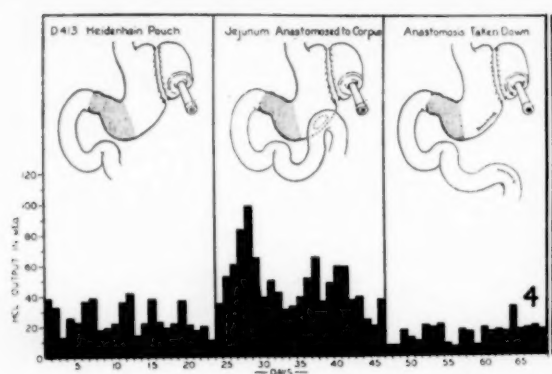 D413 Heidenhain Pouch
Jejunum Anastomosed to Corpus
Anastomosis Taken Down
120
100
80
60
40
20
0
HCL OUTPUT IN MEQ
4
5 10 15 20 25 30 35 40 45 50 55 60 65
DAYS